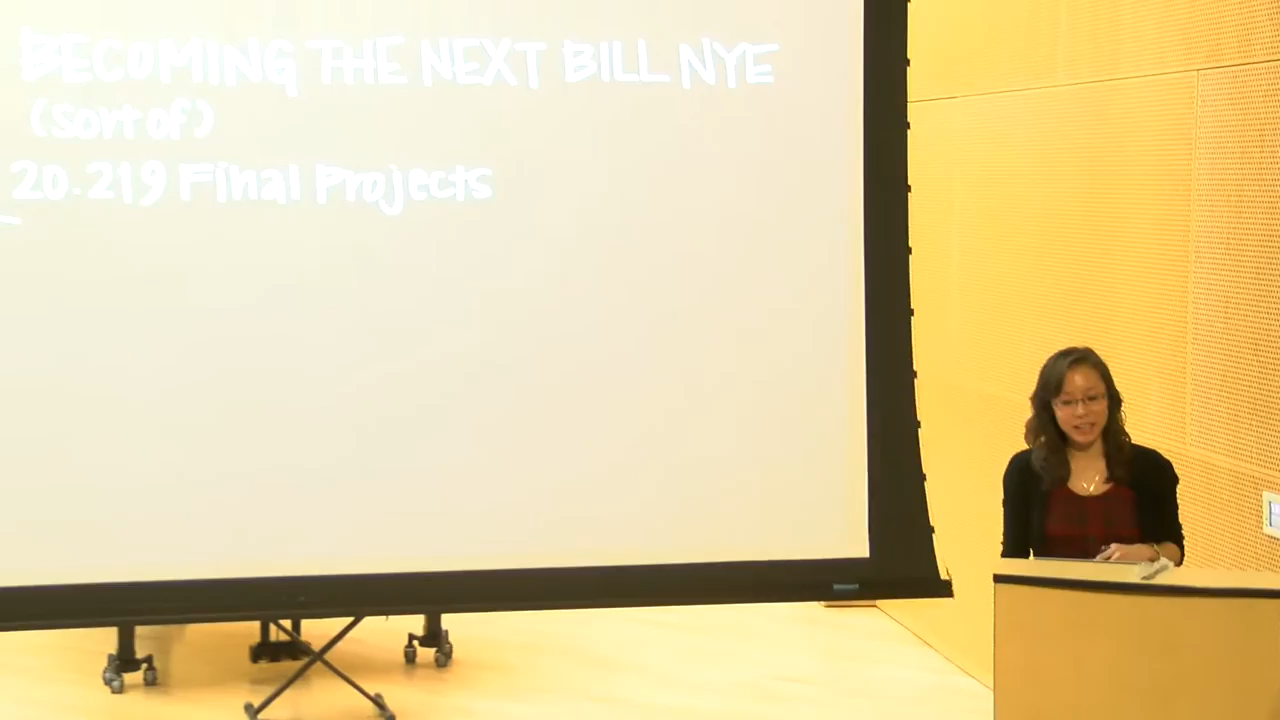 BECOMING THE NEXT BILL NYE
(sort of)
20.219 Final Projects